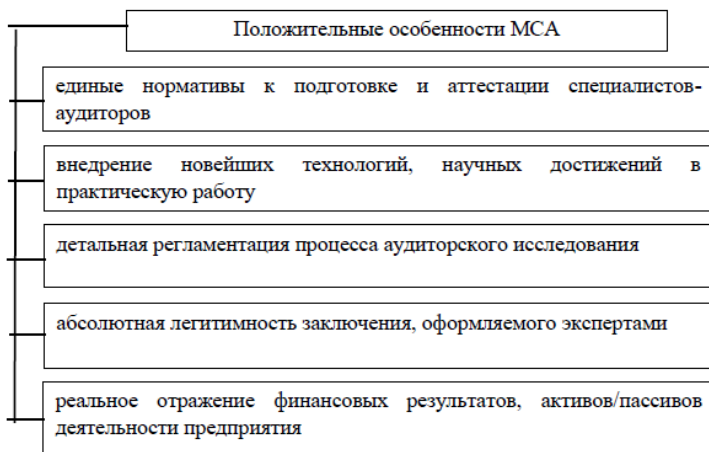 Положительные особенности МСА
единые нормативы к подготовке и аттестации специалистов-
аудиторов
внедрение новейших технологий, научных достижений в
практическую работу
детальная регламентация процесса аудиторского исследования
абсолютная легитимность заключения, оформляемого экспертами
реальное отражение финансовых результатов, активов/пассивов
деятельности предприятия